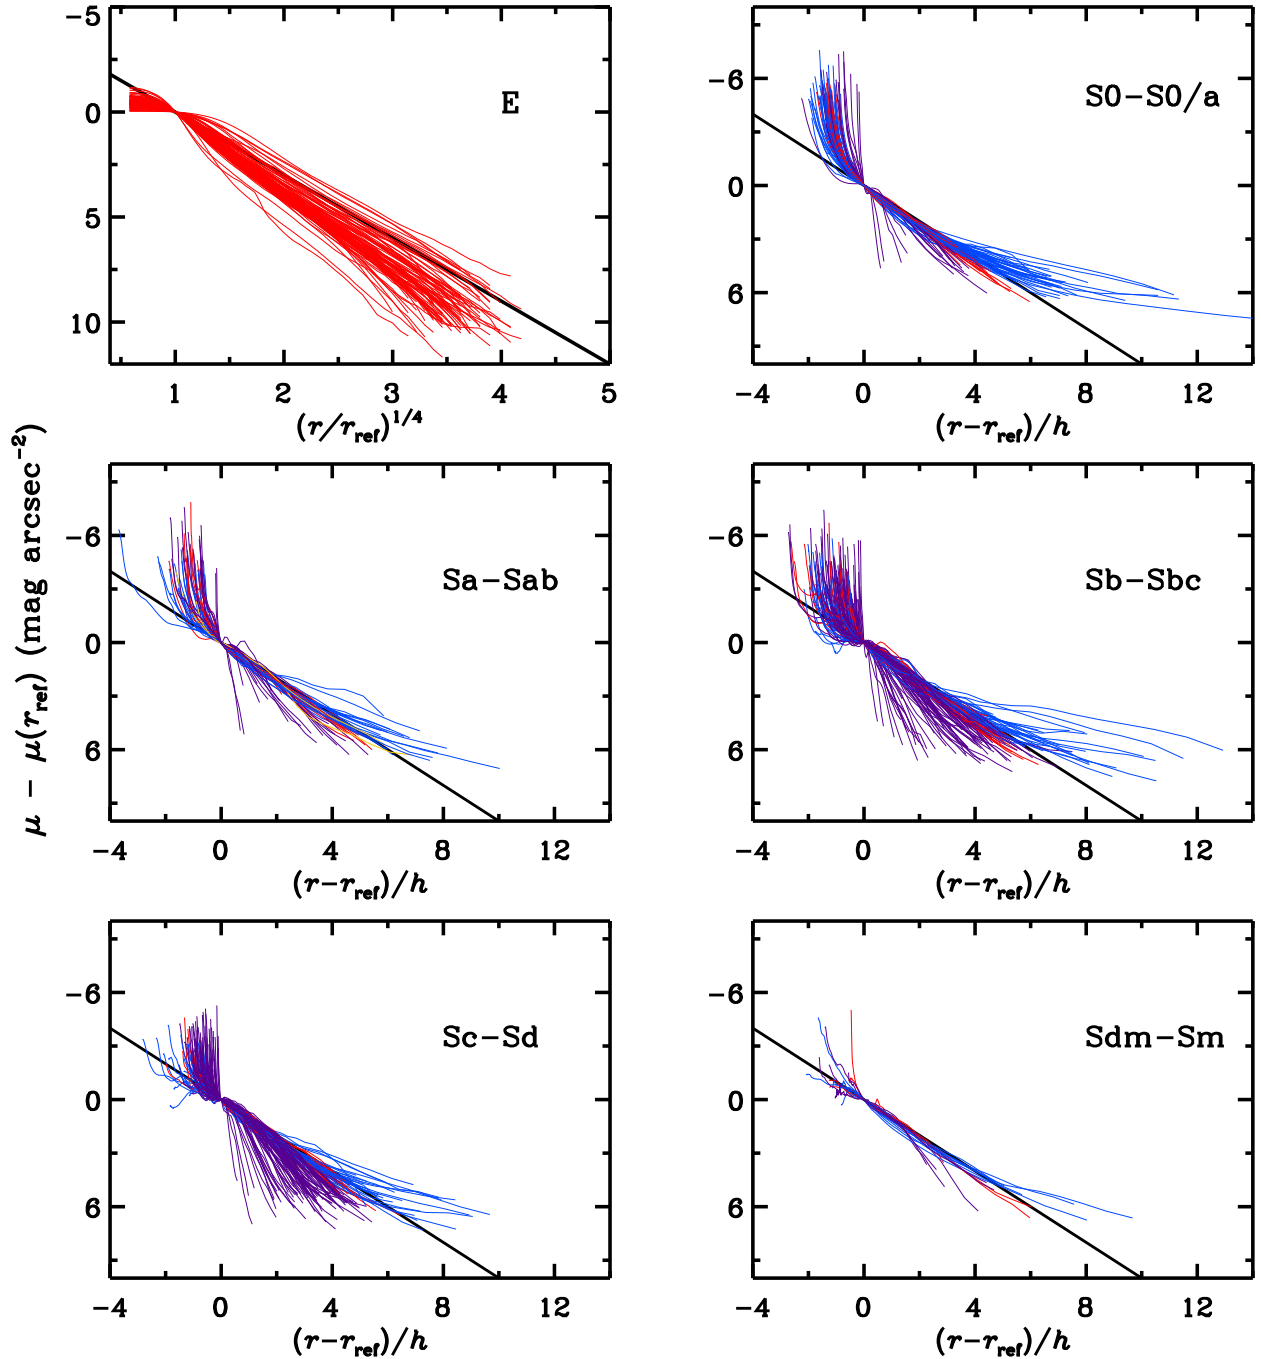 −5
0
5
10
E
1 2 3 4 5
(r/r_ref)^1/4
−6
0
6
S0−S0/a
−4 0 4 8 12
(r−r_ref)/h
μ − μ(r_ref) (mag arcsec^−2)
−6
0
6
Sa−Sab
−4 0 4 8 12
(r−r_ref)/h
−6
0
6
Sb−Sbc
−4 0 4 8 12
(r−r_ref)/h
−6
0
6
Sc−Sd
−4 0 4 8 12
(r−r_ref)/h
−6
0
6
Sdm−Sm
−4 0 4 8 12
(r−r_ref)/h